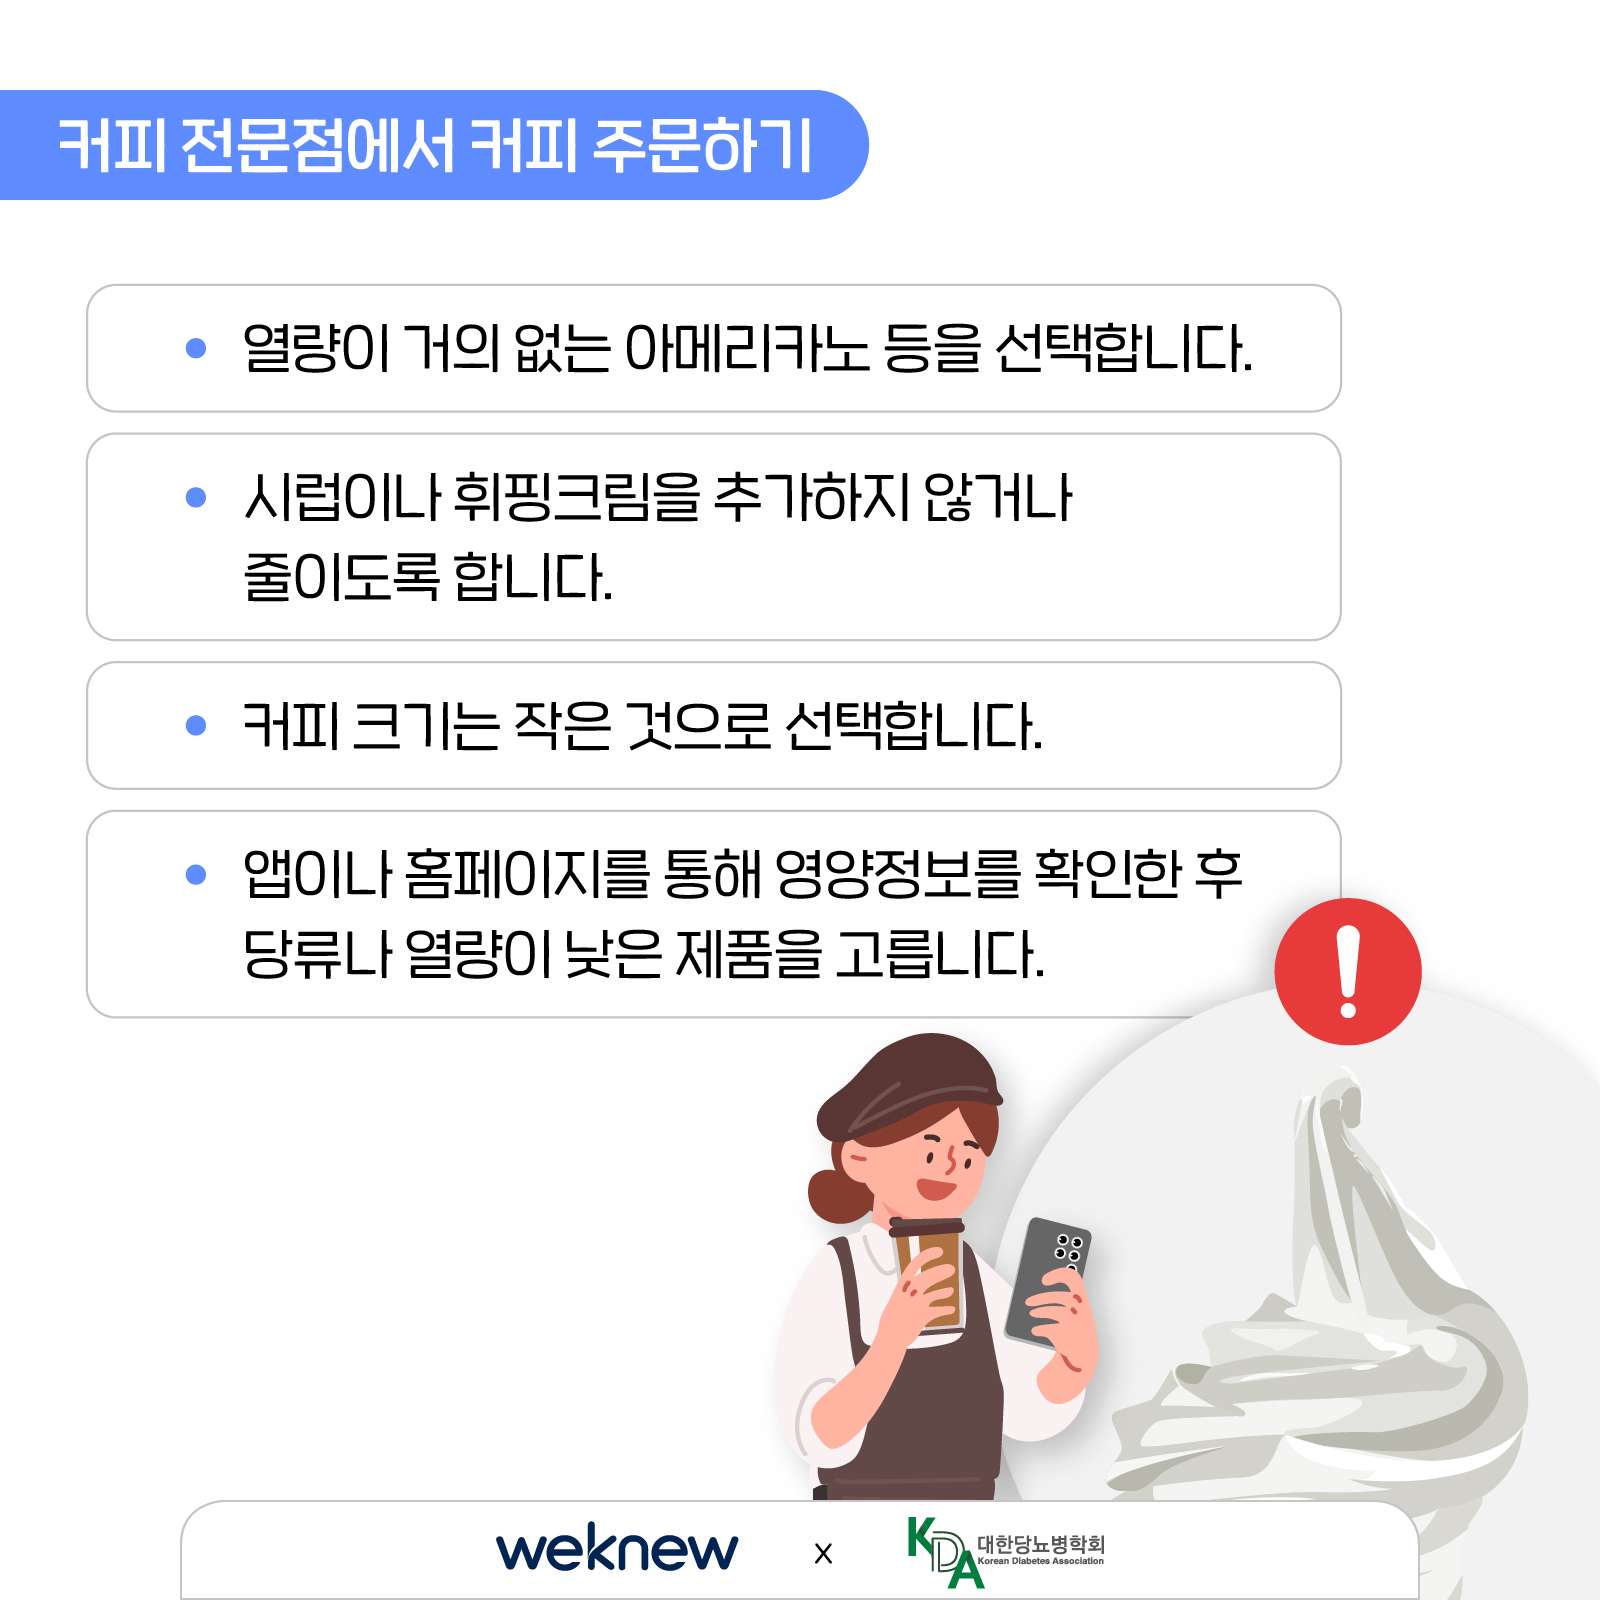 커피 전문점에서 커피 주문하기
• 열량이 거의 없는 아메리카노 등을 선택합니다.
• 시럽이나 휘핑크림을 추가하지 않거나
줄이도록 합니다.
• 커피 크기는 작은 것으로 선택합니다.
• 앱이나 홈페이지를 통해 영양정보를 확인한 후
당류나 열량이 낮은 제품을 고릅니다.
!
weknew x KDA 대한당뇨병학회
Korean Diabetes Association